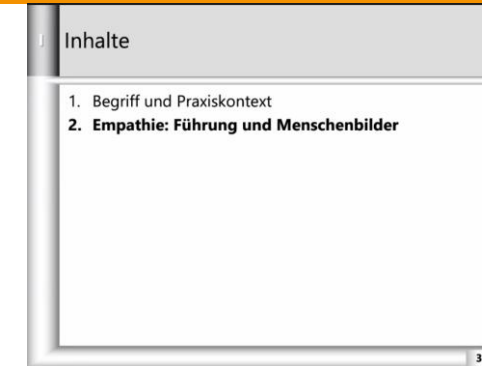 Inhalte
1. Begriff und Praxiskontext
2. Empathie: Führung und Menschenbilder
3